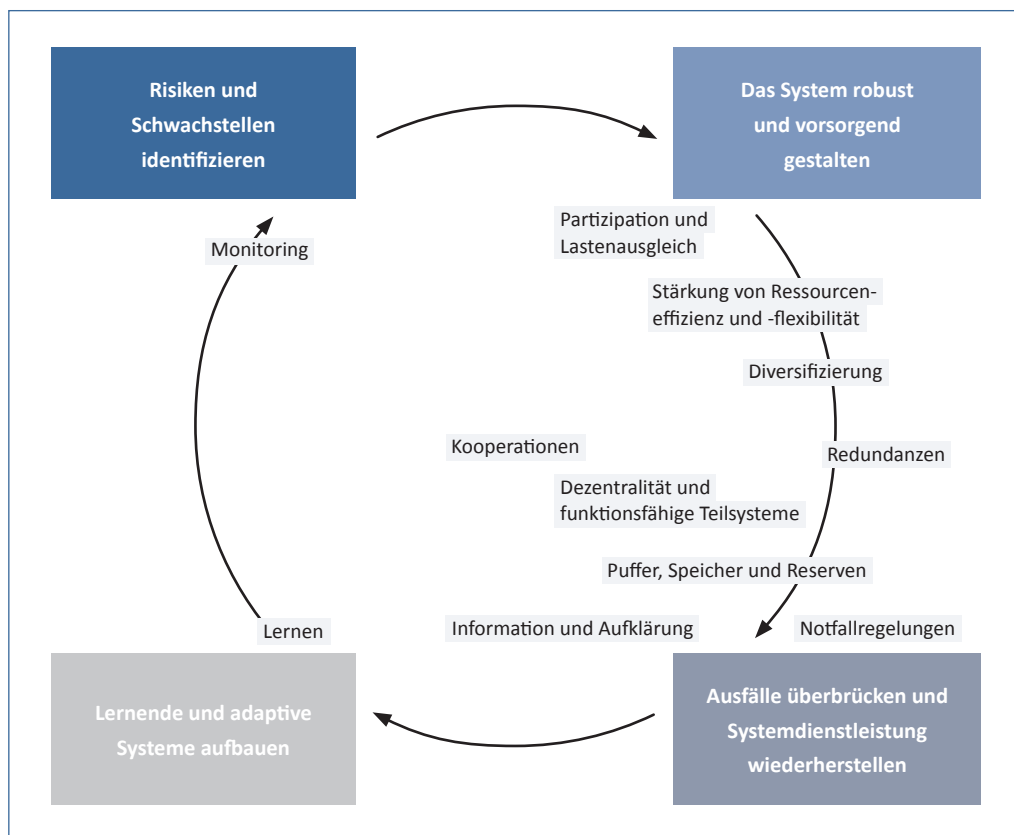 Risiken und
Schwachstellen
identifizieren
Das System robust
und vorsorgend
gestalten
Partizipation und
Lastenausgleich
Monitoring
Stärkung von Ressourcen-
effizienz und -flexibilität
Diversifizierung
Kooperationen
Redundanzen
Dezentralität und
funktionsfähige Teilsysteme
Puffer, Speicher und Reserven
Lernen
Information und Aufklärung
Notfallregelungen
Lernende und adaptive
Systeme aufbauen
Ausfälle überbrücken und
Systemdienstleistung
wiederherstellen